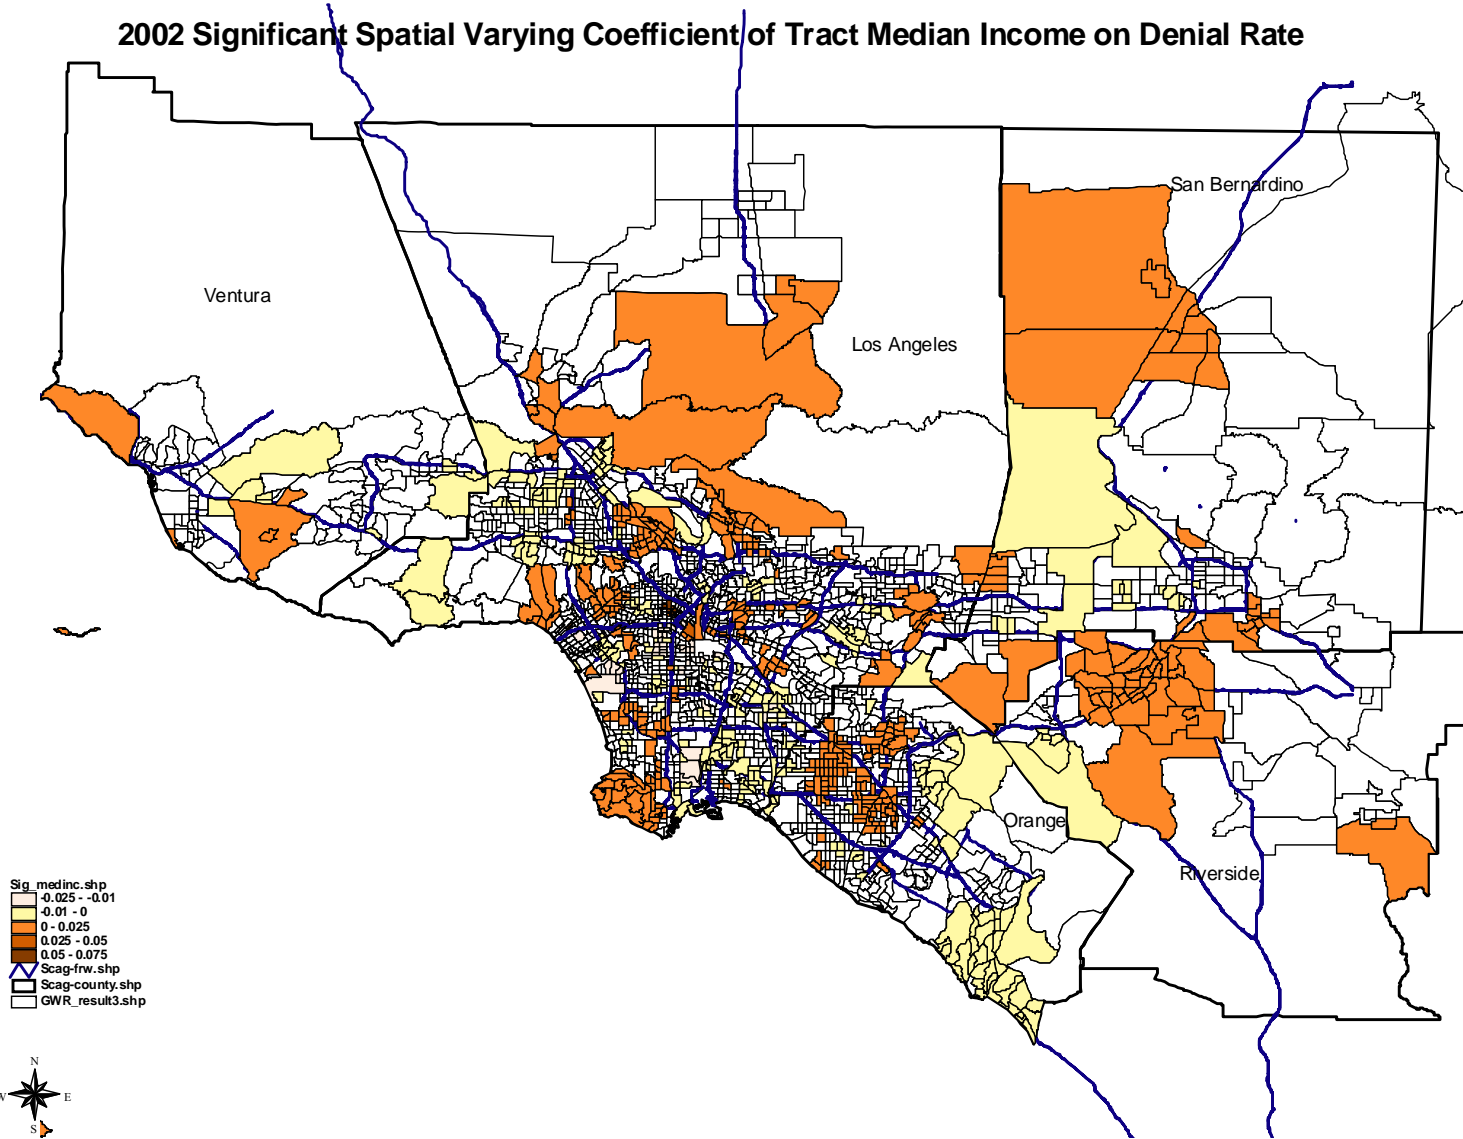 2002 Significant Spatial Varying Coefficient of Tract Median Income on Denial Rate
San Bernardino
Ventura
Los Angeles
Orange
Riverside
Sig_medinc.shp
-0.025 - -0.01
-0.01 - 0
0 - 0.025
0.025 - 0.05
0.05 - 0.075
Scag-frw.shp
Scag-county.shp
GWR_result3.shp
N
W E
S